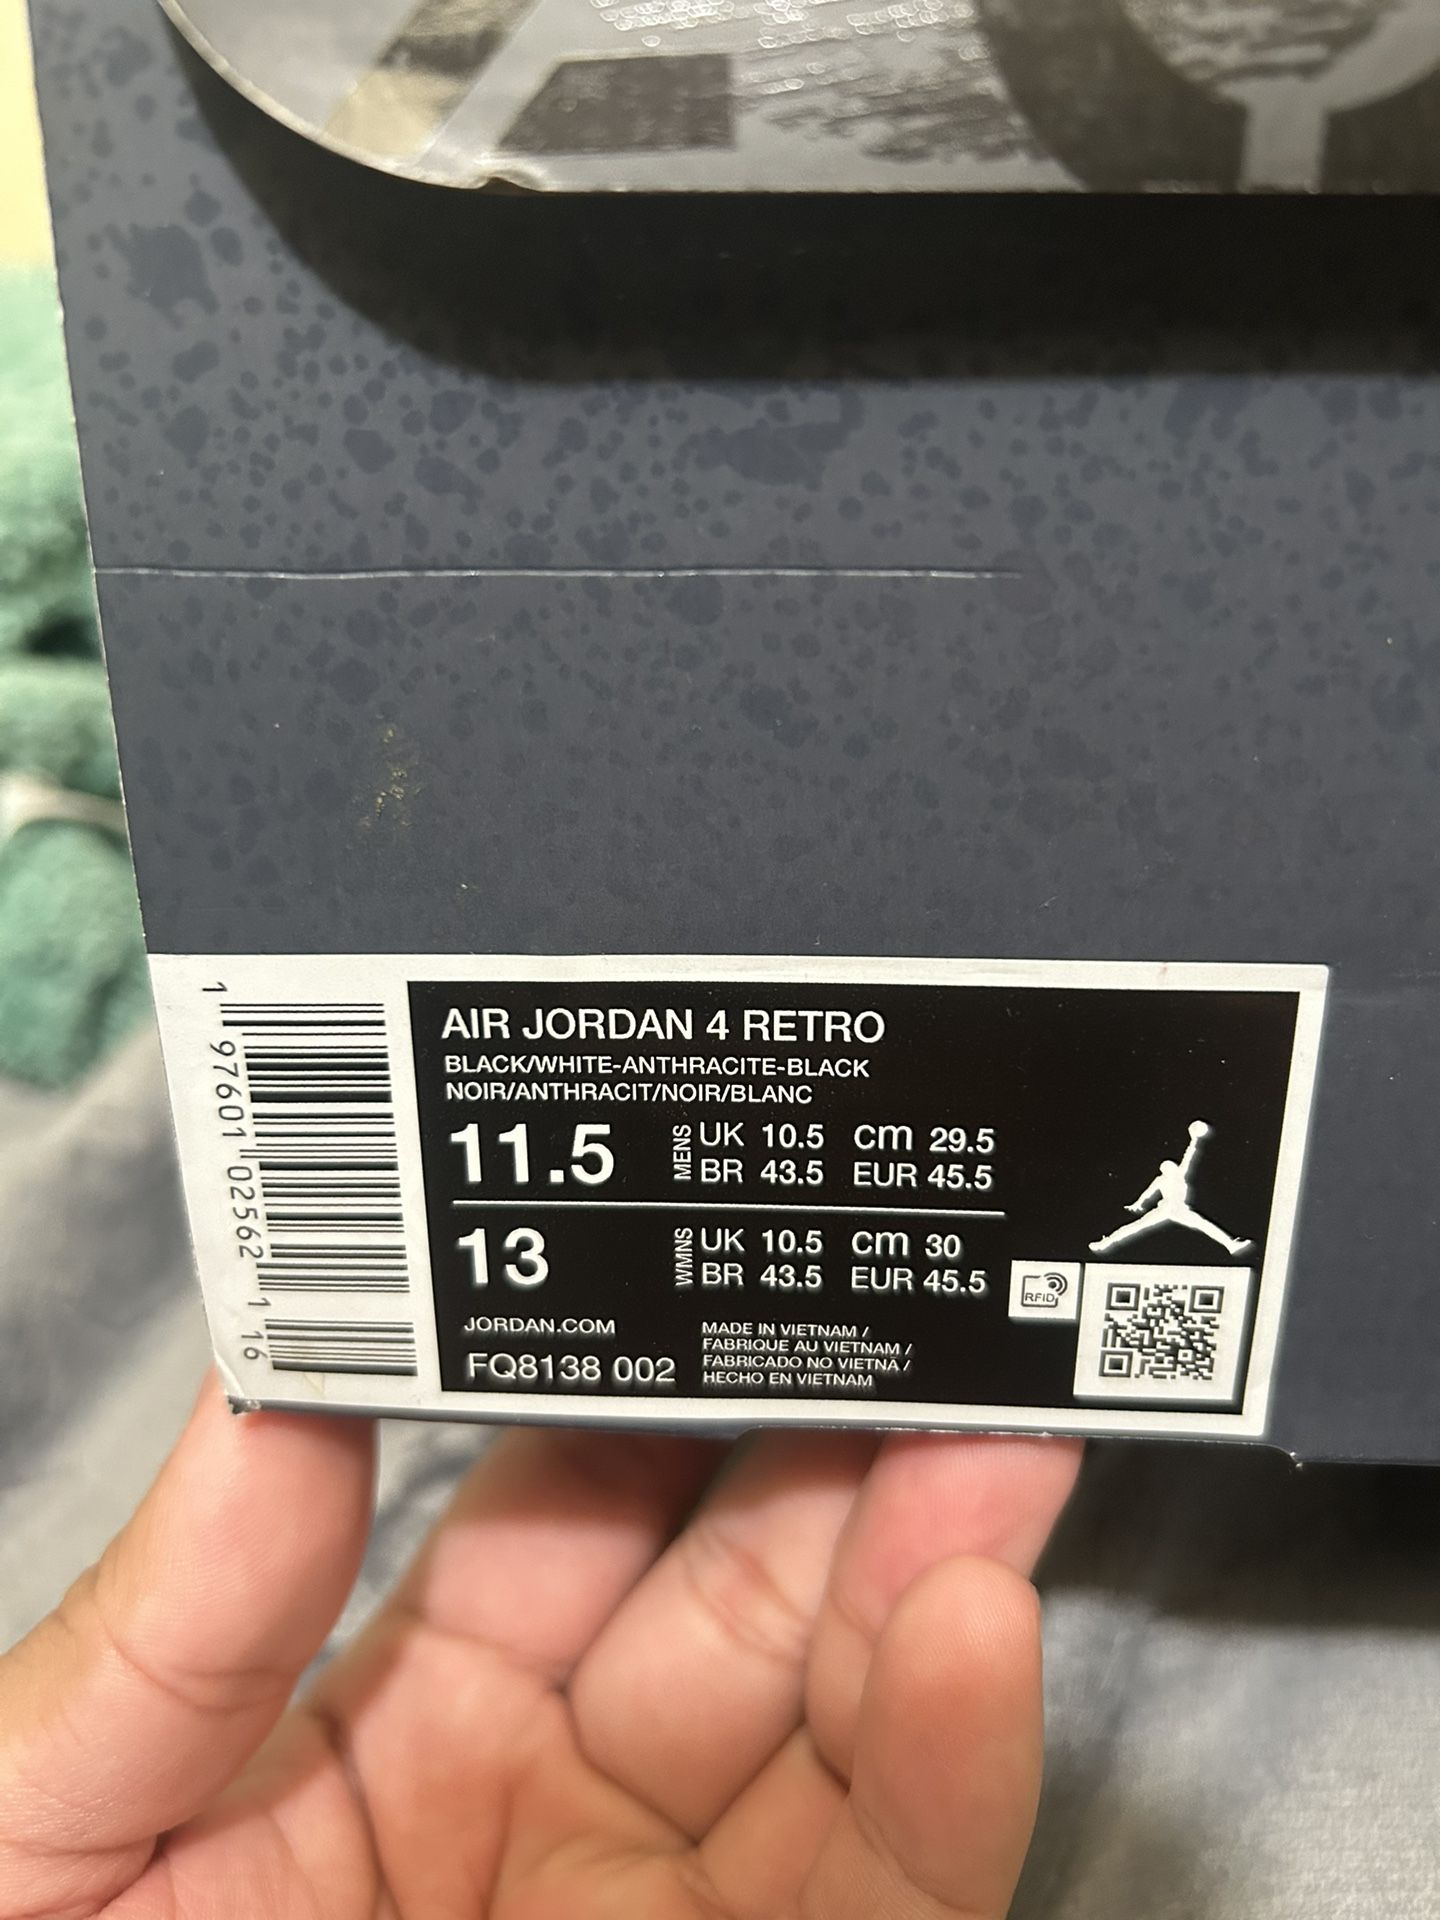 AIR JORDAN 4 RETRO
BLACK/WHITE-ANTHRACITE-BLACK
NOIR/ANTHRACIT/NOIR/BLANC
11.5 MENS UK 10.5 cm 29.5
BR 43.5 EUR 45.5
13 WMNS UK 10.5 cm 30
BR 43.5 EUR 45.5
RFID
JORDAN.COM
FQ8138 002
MADE IN VIETNAM /
FABRIQUE AU VIETNAM /
FABRICADO NO VIETNÃ /
HECHO EN VIETNAM
1 97601 02562 1 16